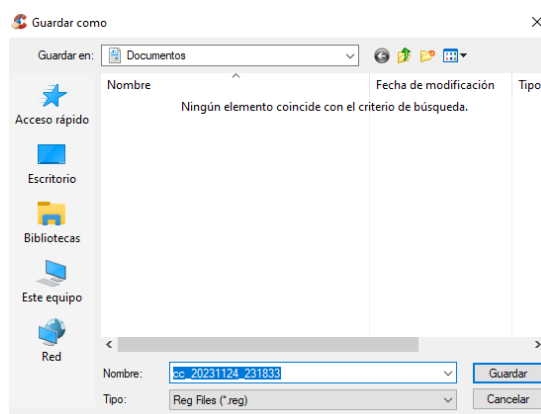 Guardar como
Guardar en: Documentos
Nombre Fecha de modificación Tipo
Ningún elemento coincide con el criterio de búsqueda.
Acceso rápido
Escritorio
Bibliotecas
Este equipo
Red
Nombre: cc_20231124_231833 Guardar
Tipo: Reg Files (*.reg) Cancelar